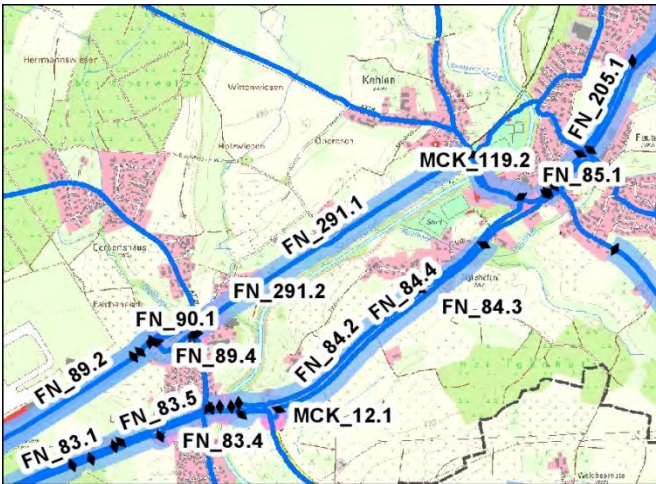 Herrmannswiesen
Kehlen
Wittenwiesen
Holzwiesen
Oberesch
FN_205.1
MCK_119.2
FN_85.1
FN_291.1
FN_291.2
FN_84.4
FN_84.3
FN_90.1
FN_89.4
FN_84.2
FN_89.2
FN_83.5
MCK_12.1
FN_83.4
FN_83.1